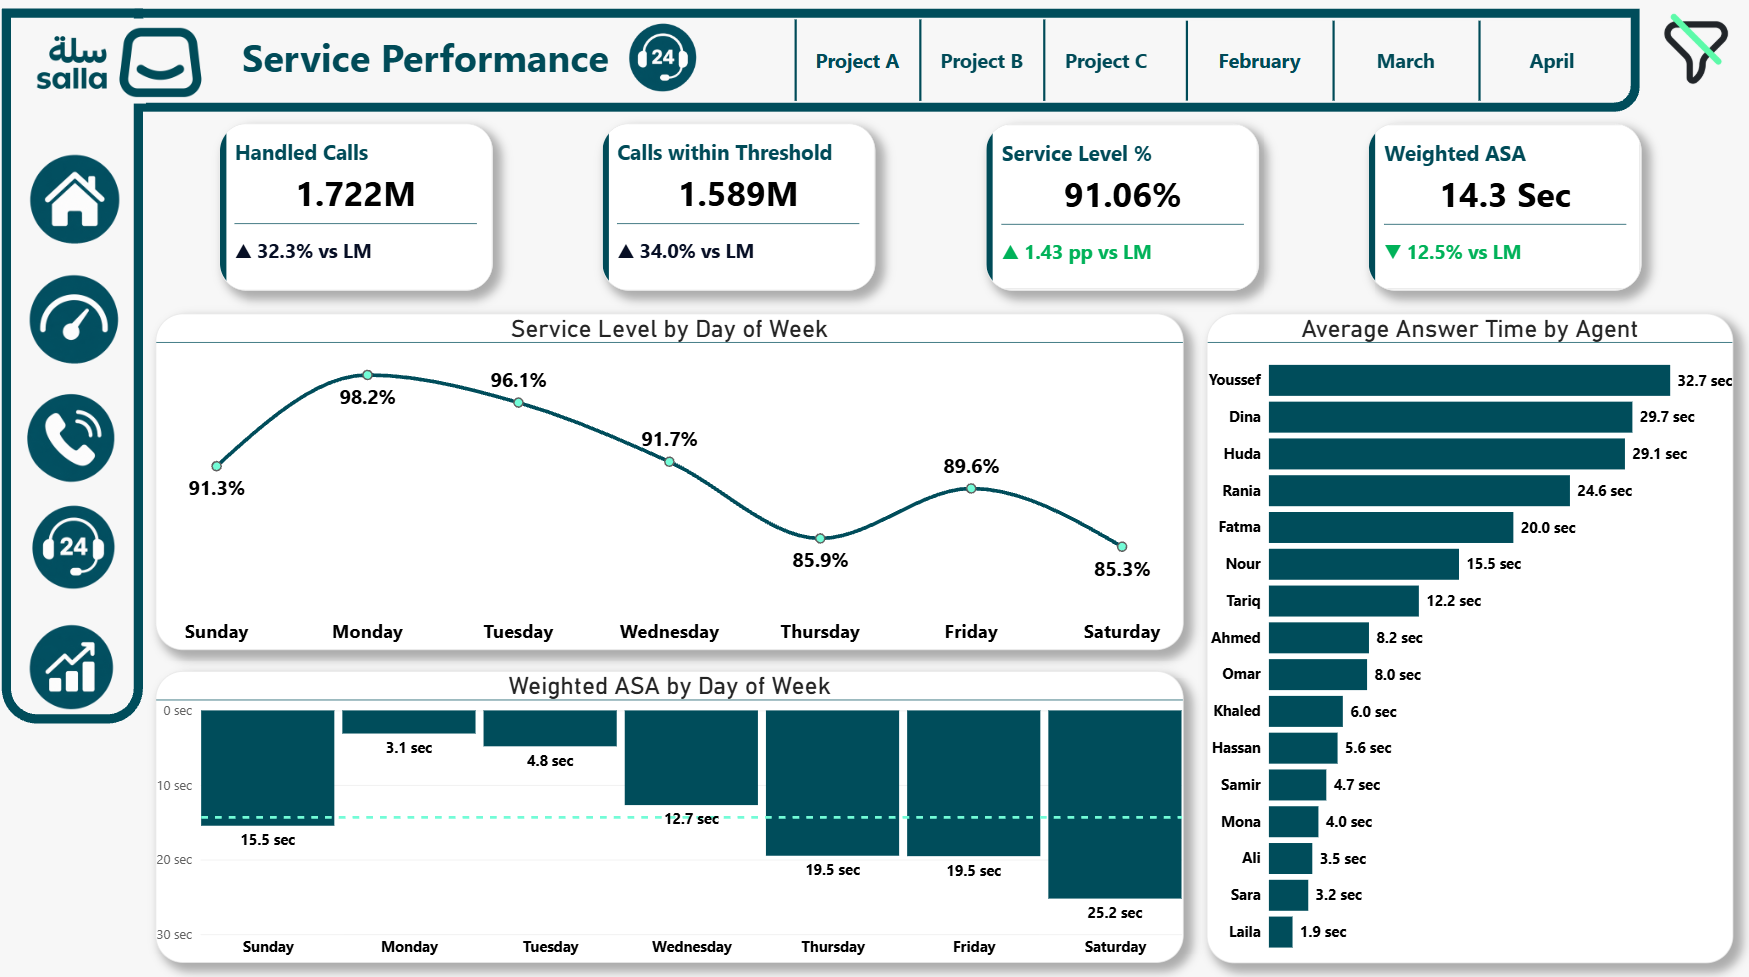 سلة
salla
Service Performance
24
Project A
Project B
Project C
February
March
April
Handled Calls
1.722M
▲ 32.3% vs LM
Calls within Threshold
1.589M
▲ 34.0% vs LM
Service Level %
91.06%
▲ 1.43 pp vs LM
Weighted ASA
14.3 Sec
▼ 12.5% vs LM
24
Service Level by Day of Week
91.3%
98.2%
96.1%
91.7%
85.9%
89.6%
85.3%
Sunday
Monday
Tuesday
Wednesday
Thursday
Friday
Saturday
Weighted ASA by Day of Week
0 sec
10 sec
20 sec
30 sec
15.5 sec
3.1 sec
4.8 sec
12.7 sec
19.5 sec
19.5 sec
25.2 sec
Sunday
Monday
Tuesday
Wednesday
Thursday
Friday
Saturday
Average Answer Time by Agent
Youssef 32.7 sec
Dina 29.7 sec
Huda 29.1 sec
Rania 24.6 sec
Fatma 20.0 sec
Nour 15.5 sec
Tariq 12.2 sec
Ahmed 8.2 sec
Omar 8.0 sec
Khaled 6.0 sec
Hassan 5.6 sec
Samir 4.7 sec
Mona 4.0 sec
Ali 3.5 sec
Sara 3.2 sec
Laila 1.9 sec